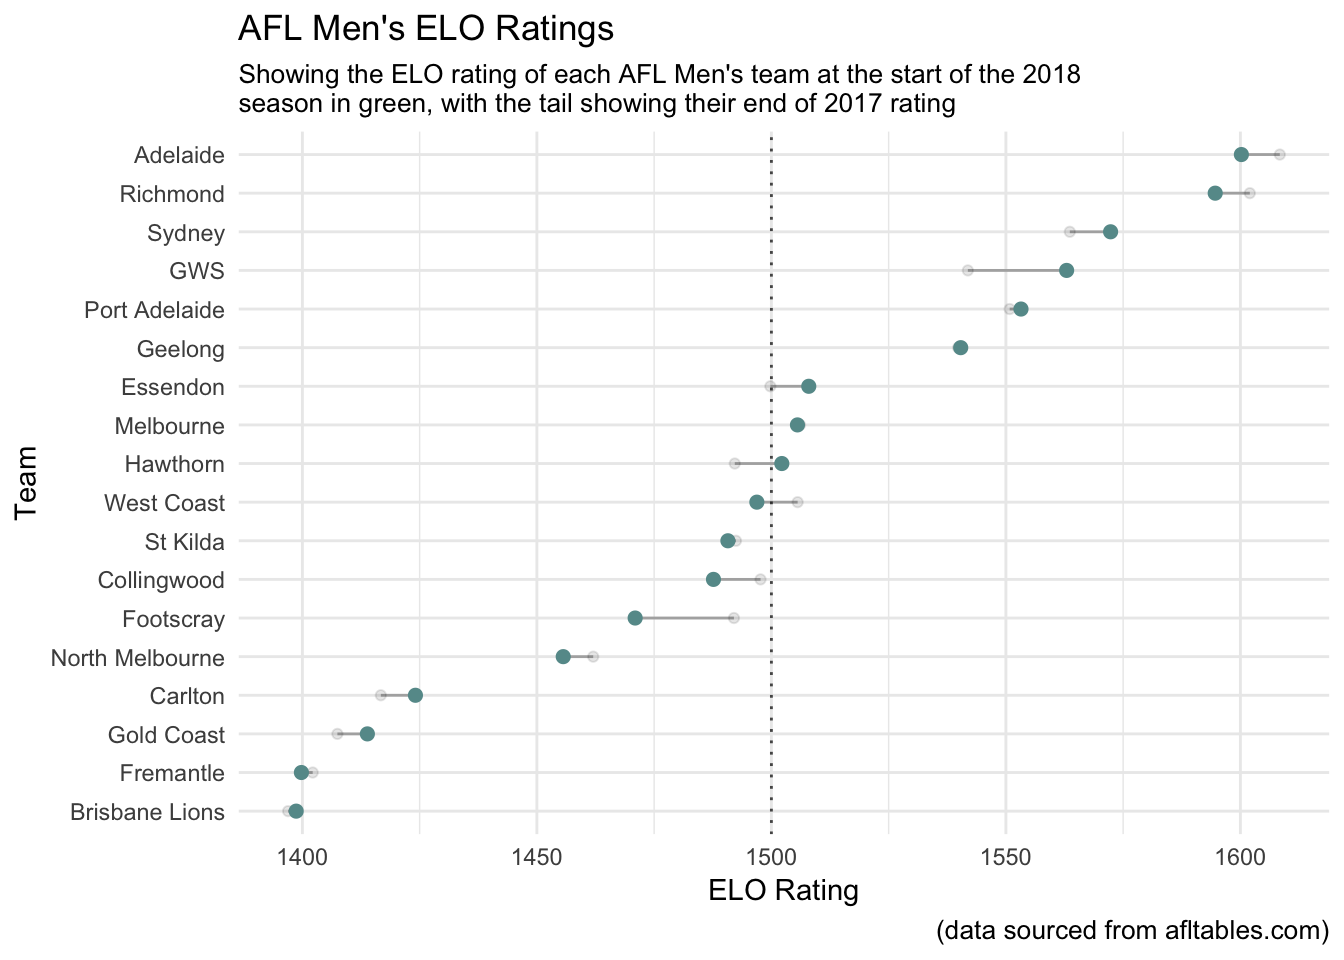 AFL Men's ELO Ratings
Showing the ELO rating of each AFL Men's team at the start of the 2018
season in green, with the tail showing their end of 2017 rating
Team
Adelaide
Richmond
Sydney
GWS
Port Adelaide
Geelong
Essendon
Melbourne
Hawthorn
West Coast
St Kilda
Collingwood
Footscray
North Melbourne
Carlton
Gold Coast
Fremantle
Brisbane Lions
1400 1450 1500 1550 1600
ELO Rating
(data sourced from afltables.com)